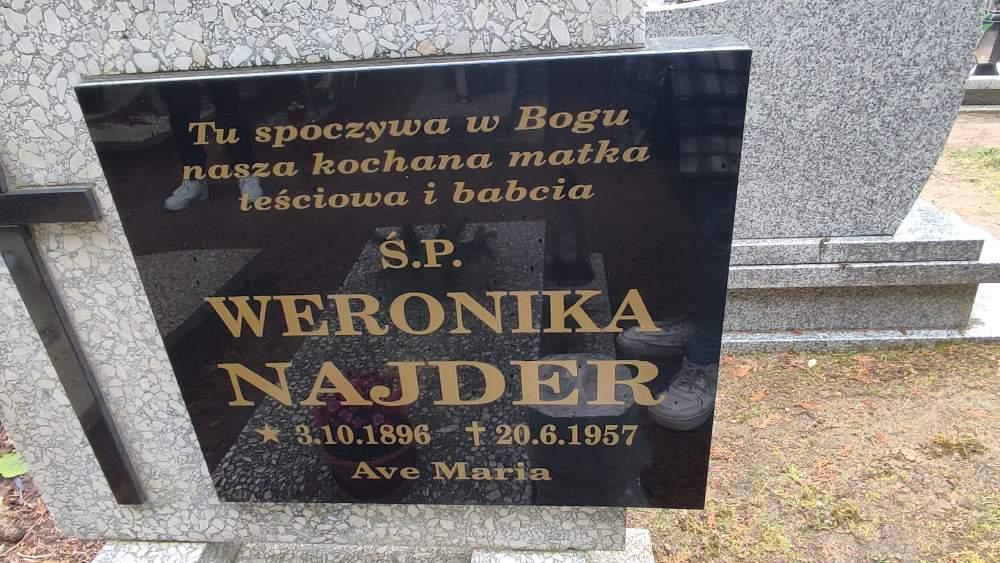 Tu spoczywa w Bogu
nasza kochana matka
teściowa i babcia
Ś.P.
WERONIKA
NAJDER
★ 3.10.1896 ✝ 20.6.1957
Ave Maria